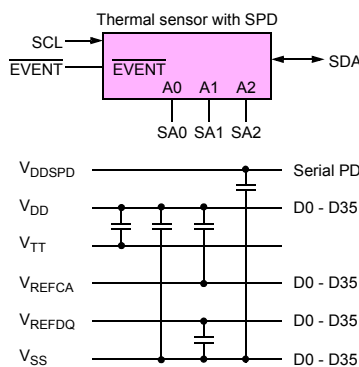 Thermal sensor with SPD
SCL
EVENT EVENT
SDA
A0 A1 A2
SA0 SA1 SA2
VDDSPD Serial PD
VDD D0 - D35
VTT
VREFCA D0 - D35
VREFDQ D0 - D35
VSS D0 - D35